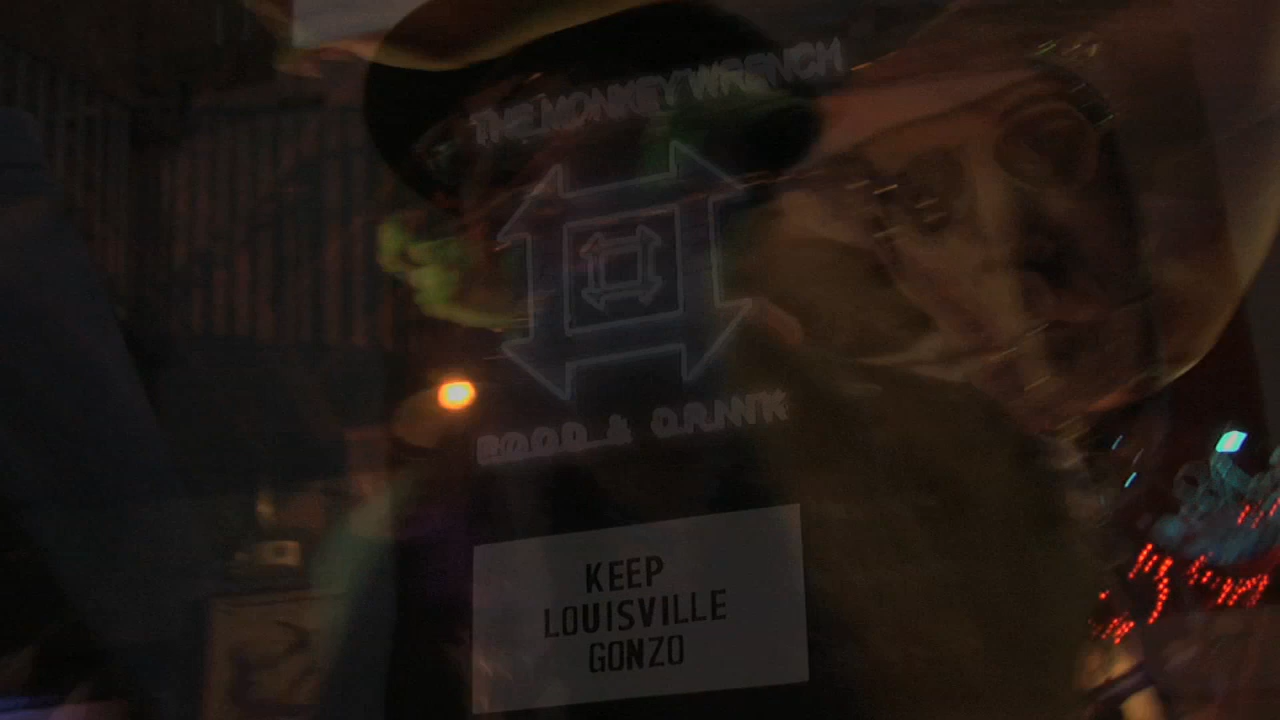 THE MONKEY WRENCH
FOOD & DRINK
KEEP
LOUISVILLE
GONZO